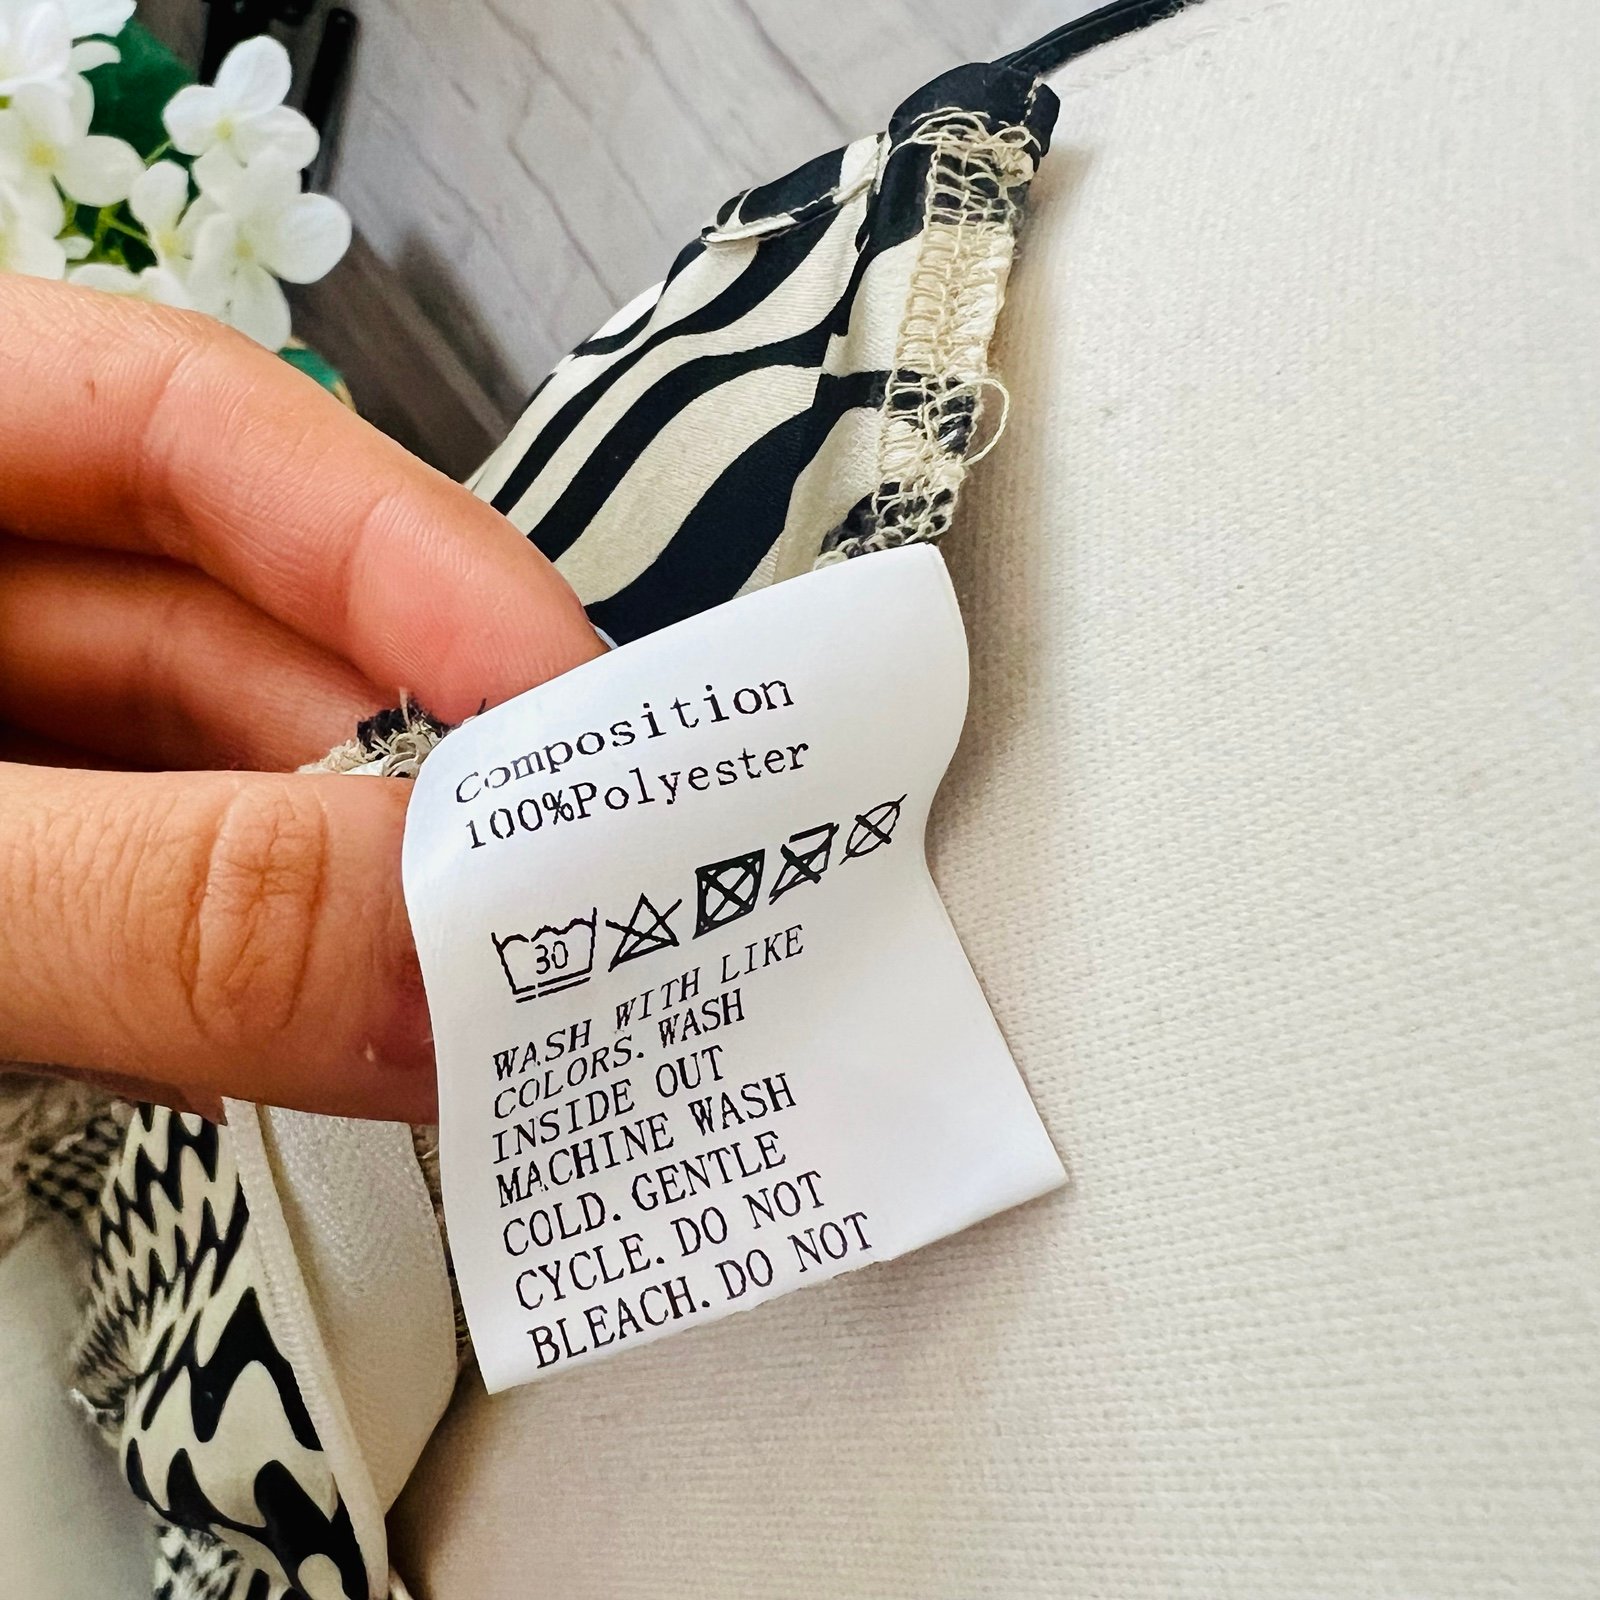 Composition
100%Polyester
30
WASH WITH LIKE
COLORS. WASH
INSIDE OUT
MACHINE WASH
COLD. GENTLE
CYCLE. DO NOT
BLEACH. DO NOT